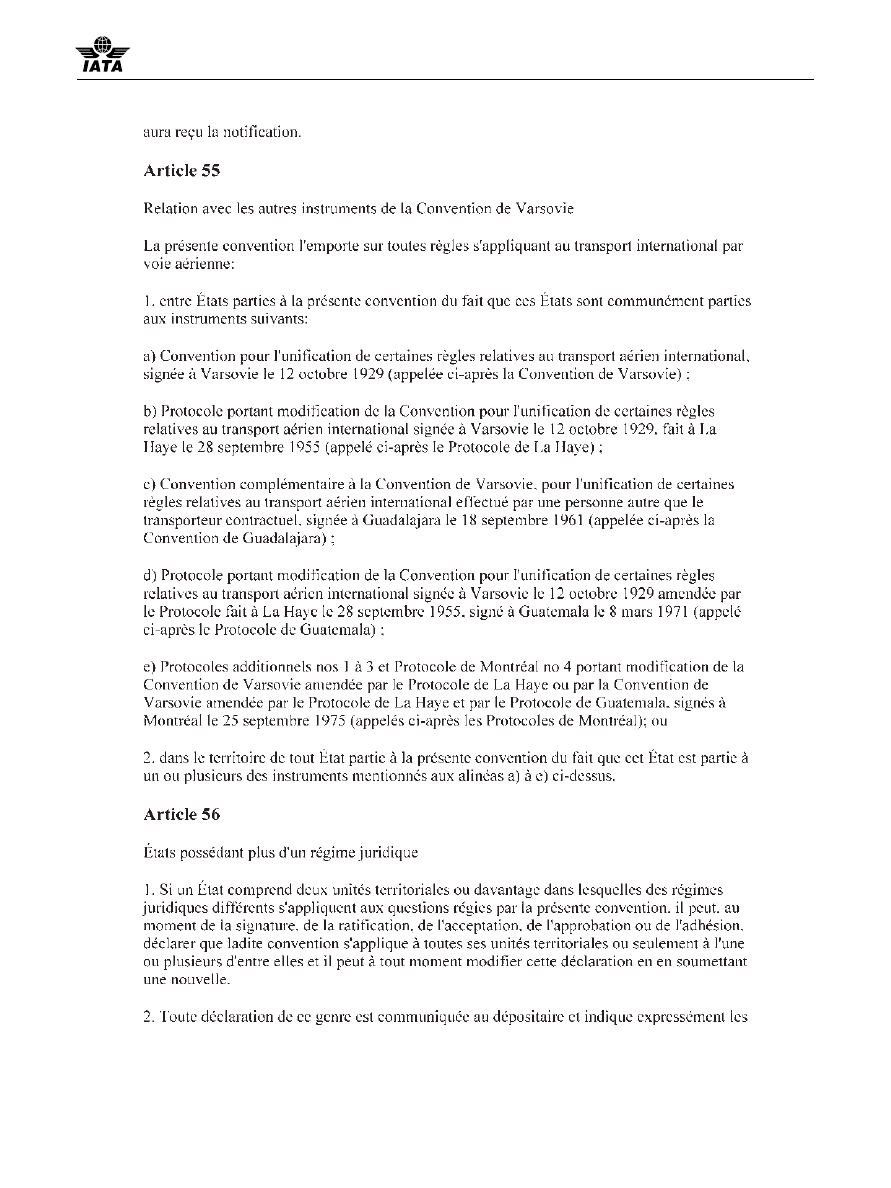 IATA
aura reçu la notification.
Article 55
Relation avec les autres instruments de la Convention de Varsovie
La présente convention l'emporte sur toutes règles s'appliquant au transport international par
voie aérienne:
1. entre États parties à la présente convention du fait que ces États sont communément parties
aux instruments suivants:
a) Convention pour l'unification de certaines règles relatives au transport aérien international,
signée à Varsovie le 12 octobre 1929 (appelée ci-après la Convention de Varsovie) ;
b) Protocole portant modification de la Convention pour l'unification de certaines règles
relatives au transport aérien international signée à Varsovie le 12 octobre 1929, fait à La
Haye le 28 septembre 1955 (appelé ci-après le Protocole de La Haye) ;
c) Convention complémentaire à la Convention de Varsovie, pour l'unification de certaines
règles relatives au transport aérien international effectué par une personne autre que le
transporteur contractuel, signée à Guadalajara le 18 septembre 1961 (appelée ci-après la
Convention de Guadalajara) ;
d) Protocole portant modification de la Convention pour l'unification de certaines règles
relatives au transport aérien international signée à Varsovie le 12 octobre 1929 amendée par
le Protocole fait à La Haye le 28 septembre 1955, signé à Guatemala le 8 mars 1971 (appelé
ci-après le Protocole de Guatemala) ;
e) Protocoles additionnels nos 1 à 3 et Protocole de Montréal no 4 portant modification de la
Convention de Varsovie amendée par le Protocole de La Haye ou par la Convention de
Varsovie amendée par le Protocole de La Haye et par le Protocole de Guatemala, signés à
Montréal le 25 septembre 1975 (appelés ci-après les Protocoles de Montréal); ou
2. dans le territoire de tout État partie à la présente convention du fait que cet État est partie à
un ou plusieurs des instruments mentionnés aux alinéas a) à e) ci-dessus.
Article 56
États possédant plus d'un régime juridique
1. Si un État comprend deux unités territoriales ou davantage dans lesquelles des régimes
juridiques différents s'appliquent aux questions régies par la présente convention, il peut, au
moment de la signature, de la ratification, de l'acceptation, de l'approbation ou de l'adhésion,
déclarer que ladite convention s'applique à toutes ses unités territoriales ou seulement à l'une
ou plusieurs d'entre elles et il peut à tout moment modifier cette déclaration en en soumettant
une nouvelle.
2. Toute déclaration de ce genre est communiquée au dépositaire et indique expressément les